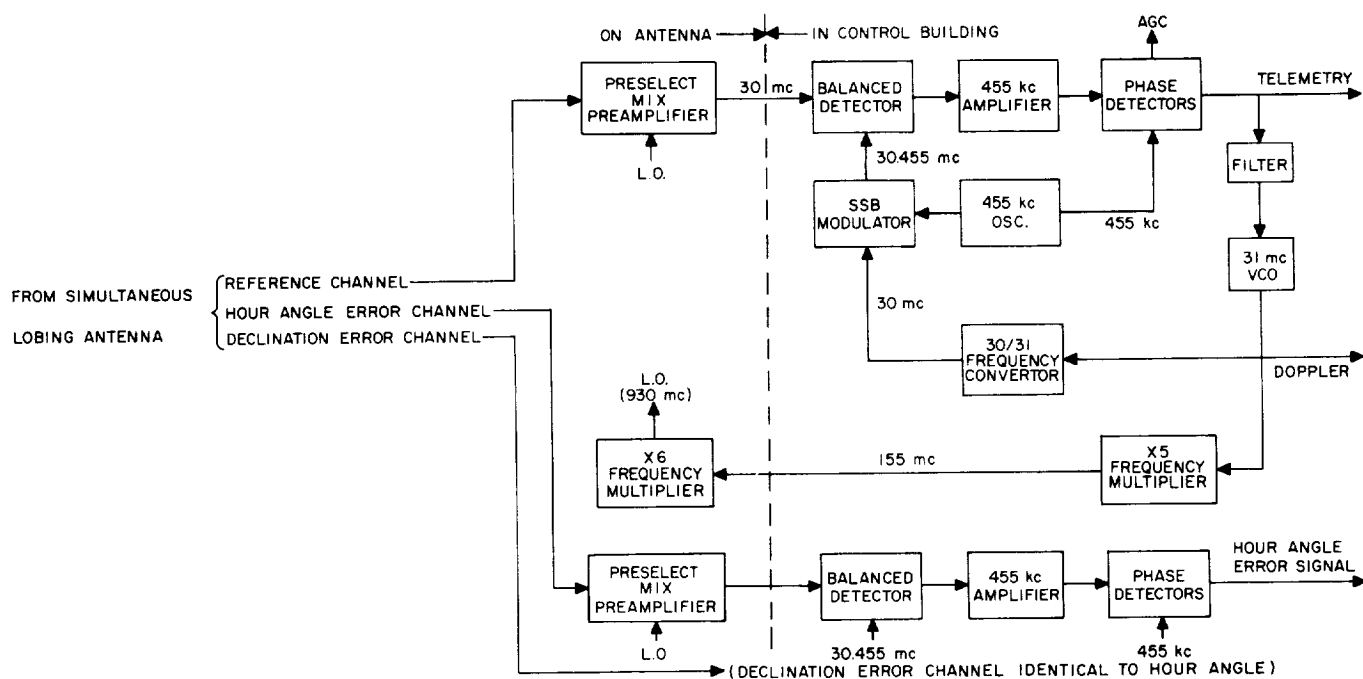 ON ANTENNA
IN CONTROL BUILDING
AGC
PRESELECT
MIX
PREAMPLIFIER
30 mc
BALANCED
DETECTOR
455 kc
AMPLIFIER
PHASE
DETECTORS
TELEMETRY
L.O.
30.455 mc
FILTER
SSB
MODULATOR
455 kc
OSC.
455 kc
31 mc
VCO
FROM SIMULTANEOUS
LOBING ANTENNA
REFERENCE CHANNEL
HOUR ANGLE ERROR CHANNEL
DECLINATION ERROR CHANNEL
30 mc
30/31
FREQUENCY
CONVERTOR
DOPPLER
L.O.
(930 mc)
X6
FREQUENCY
MULTIPLIER
155 mc
X5
FREQUENCY
MULTIPLIER
PRESELECT
MIX
PREAMPLIFIER
BALANCED
DETECTOR
455 kc
AMPLIFIER
PHASE
DETECTORS
HOUR ANGLE
ERROR SIGNAL
L.O
30.455 mc
455 kc
(DECLINATION ERROR CHANNEL IDENTICAL TO HOUR ANGLE)